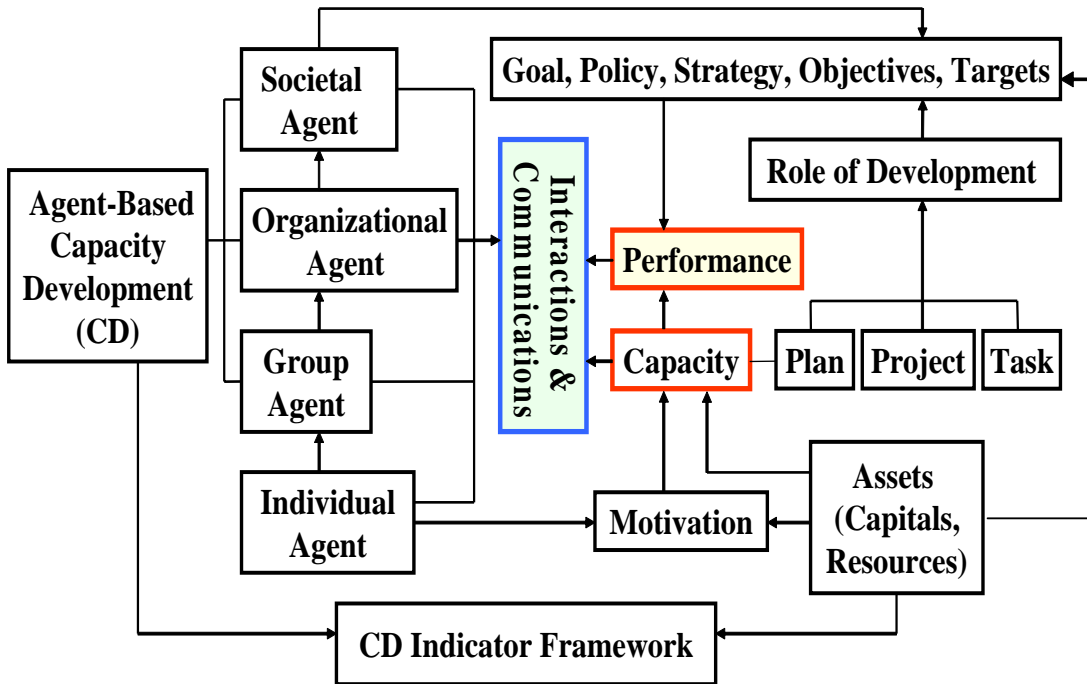 Societal
Agent
Goal, Policy, Strategy, Objectives, Targets
Agent-Based
Capacity
Development
(CD)
Organizational
Agent
Interactions &
Communications
Role of Development
Performance
Group
Agent
Capacity
Plan
Project
Task
Individual
Agent
Motivation
Assets
(Capitals,
Resources)
CD Indicator Framework